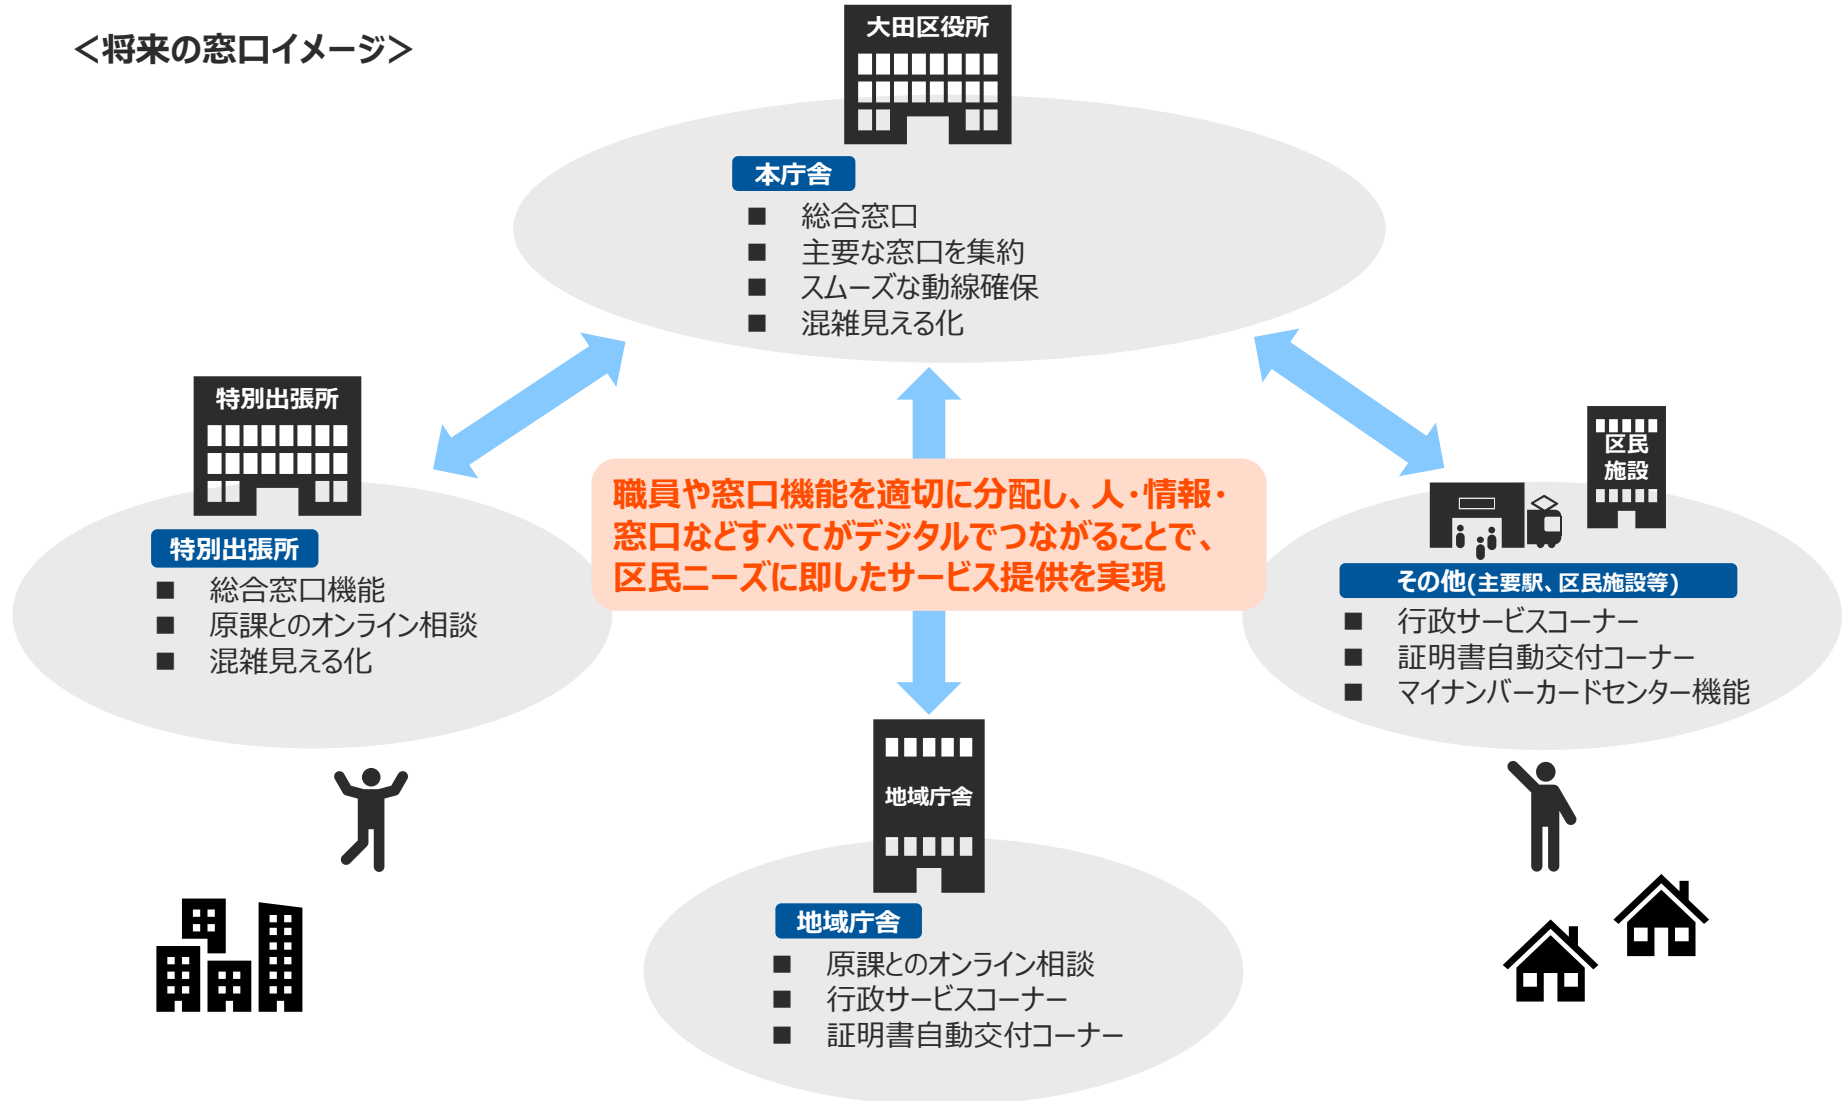 ＜将来の窓口イメージ＞
大田区役所
本庁舎
■ 総合窓口
■ 主要な窓口を集約
■ スムーズな動線確保
■ 混雑見える化
特別出張所
特別出張所
■ 総合窓口機能
■ 原課とのオンライン相談
■ 混雑見える化
職員や窓口機能を適切に分配し、人・情報・
窓口などすべてがデジタルでつながることで、
区民ニーズに即したサービス提供を実現
区民
施設
その他(主要駅、区民施設等)
■ 行政サービスコーナー
■ 証明書自動交付コーナー
■ マイナンバーカードセンター機能
地域庁舎
地域庁舎
■ 原課とのオンライン相談
■ 行政サービスコーナー
■ 証明書自動交付コーナー